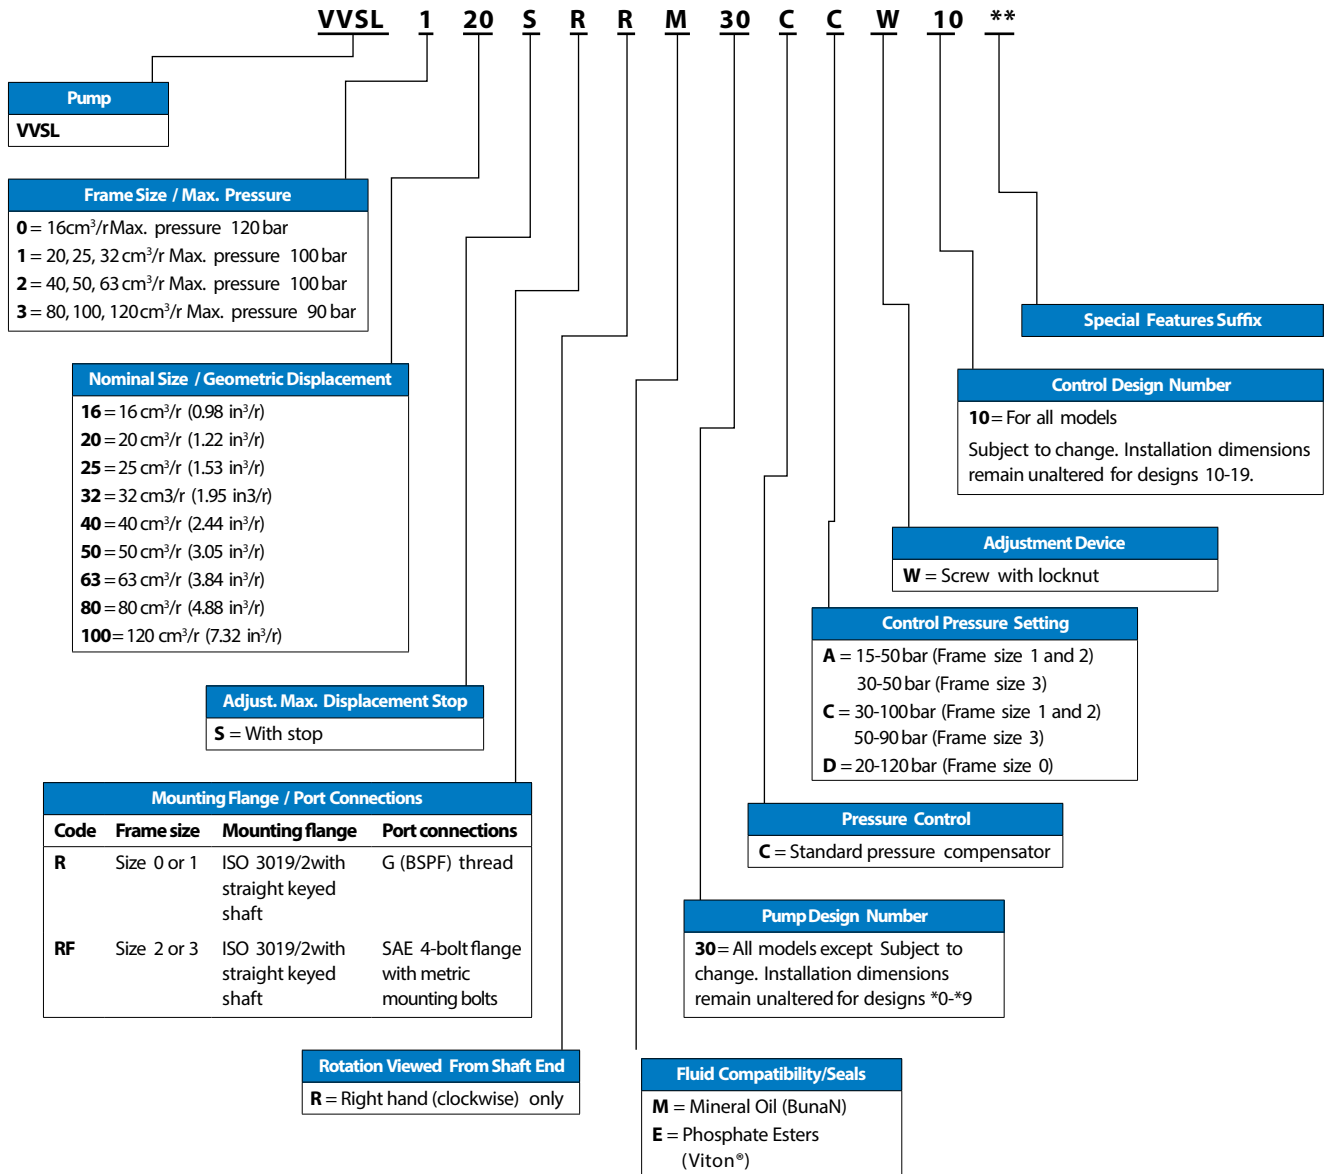 VVSL 1 20 S R R M 30 C C W 10 **
Pump
VVSL
Frame Size / Max. Pressure
0 = 16cm³/r Max. pressure 120 bar
1 = 20, 25, 32 cm³/r Max. pressure 100 bar
2 = 40, 50, 63 cm³/r Max. pressure 100 bar
3 = 80, 100, 120 cm³/r Max. pressure 90 bar
Nominal Size / Geometric Displacement
16 = 16 cm³/r (0.98 in³/r)
20 = 20 cm³/r (1.22 in³/r)
25 = 25 cm³/r (1.53 in³/r)
32 = 32 cm3/r (1.95 in3/r)
40 = 40 cm³/r (2.44 in³/r)
50 = 50 cm³/r (3.05 in³/r)
63 = 63 cm³/r (3.84 in³/r)
80 = 80 cm³/r (4.88 in³/r)
100 = 120 cm³/r (7.32 in³/r)
Adjust. Max. Displacement Stop
S = With stop
Mounting Flange / Port Connections
Code Frame size Mounting flange Port connections
R Size 0 or 1 ISO 3019/2with G (BSPF) thread
straight keyed
shaft
RF Size 2 or 3 ISO 3019/2with SAE 4-bolt flange
straight keyed with metric
shaft mounting bolts
Rotation Viewed From Shaft End
R = Right hand (clockwise) only
Fluid Compatibility/Seals
M = Mineral Oil (BunaN)
E = Phosphate Esters
(Viton®)
Pump Design Number
30 = All models except Subject to
change. Installation dimensions
remain unaltered for designs *0-*9
Pressure Control
C = Standard pressure compensator
Control Pressure Setting
A = 15-50 bar (Frame size 1 and 2)
30-50 bar (Frame size 3)
C = 30-100 bar (Frame size 1 and 2)
50-90 bar (Frame size 3)
D = 20-120 bar (Frame size 0)
Adjustment Device
W = Screw with locknut
Control Design Number
10 = For all models
Subject to change. Installation dimensions
remain unaltered for designs 10-19.
Special Features Suffix